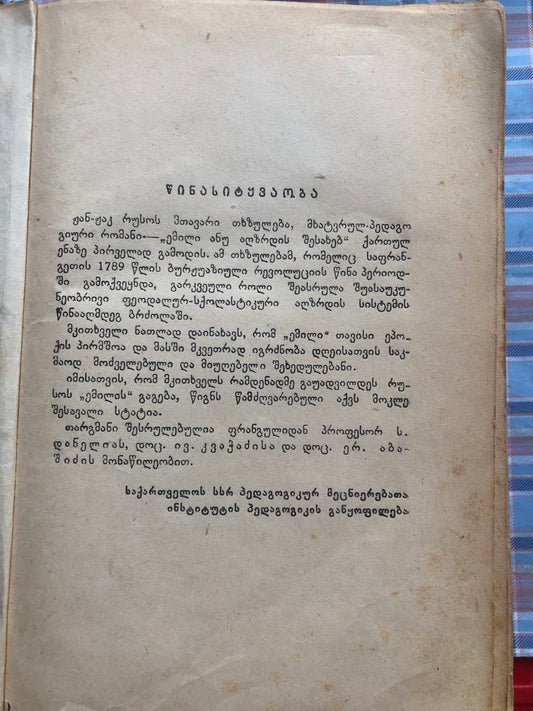 წინასიტყვაობა
ჟან-ჟაკ რუსოს მთავარი თხზულება, მხატვრულ-პედაგო
გიური რომანი—„ემილი ანუ აღზრდის შესახებ“ ქართულ
ენაზე პირველად გამოდის. ამ თხზულებამ, რომელიც საფრან-
გეთის 1789 წლის ბურჟუაზიული რევოლუციის წინა პერიოდ-
ში გამოქვეყნდა, გარკვეული როლი შეასრულა შუასაუკუ-
ნეობრივი ფეოდალურ-სქოლასტიკური აღზრდის სისტემის
წინააღმდეგ ბრძოლაში.
მკითხველი ნათლად დაინახავს, რომ „ემილი“ თავისი ეპო-
ქის პირმშოა და მასში მკვეთრად იგრძნობა დღეისათვის საკ-
მაოდ მოძველებული და მიუღებელი შეხედულებანი.
იმისათვის, რომ მკითხველს რამდენადმე გაუადვილდეს რუ-
სოს „ემილის“ გაგება, წიგნს წამძღვარებული აქვს მოკლე
შესავალი სტატია.
თარგმანი შესრულებულია ფრანგულიდან პროფესორ ს.
დანელიას, დოც. ივ. კვაჭაძისა და დოც. ერ. აბა-
შიძის მონაწილეობით.
საქართველოს სსრ პედაგოგიკურ მეცნიერებათა
ინსტიტუტის პედაგოგიკის განყოფილება